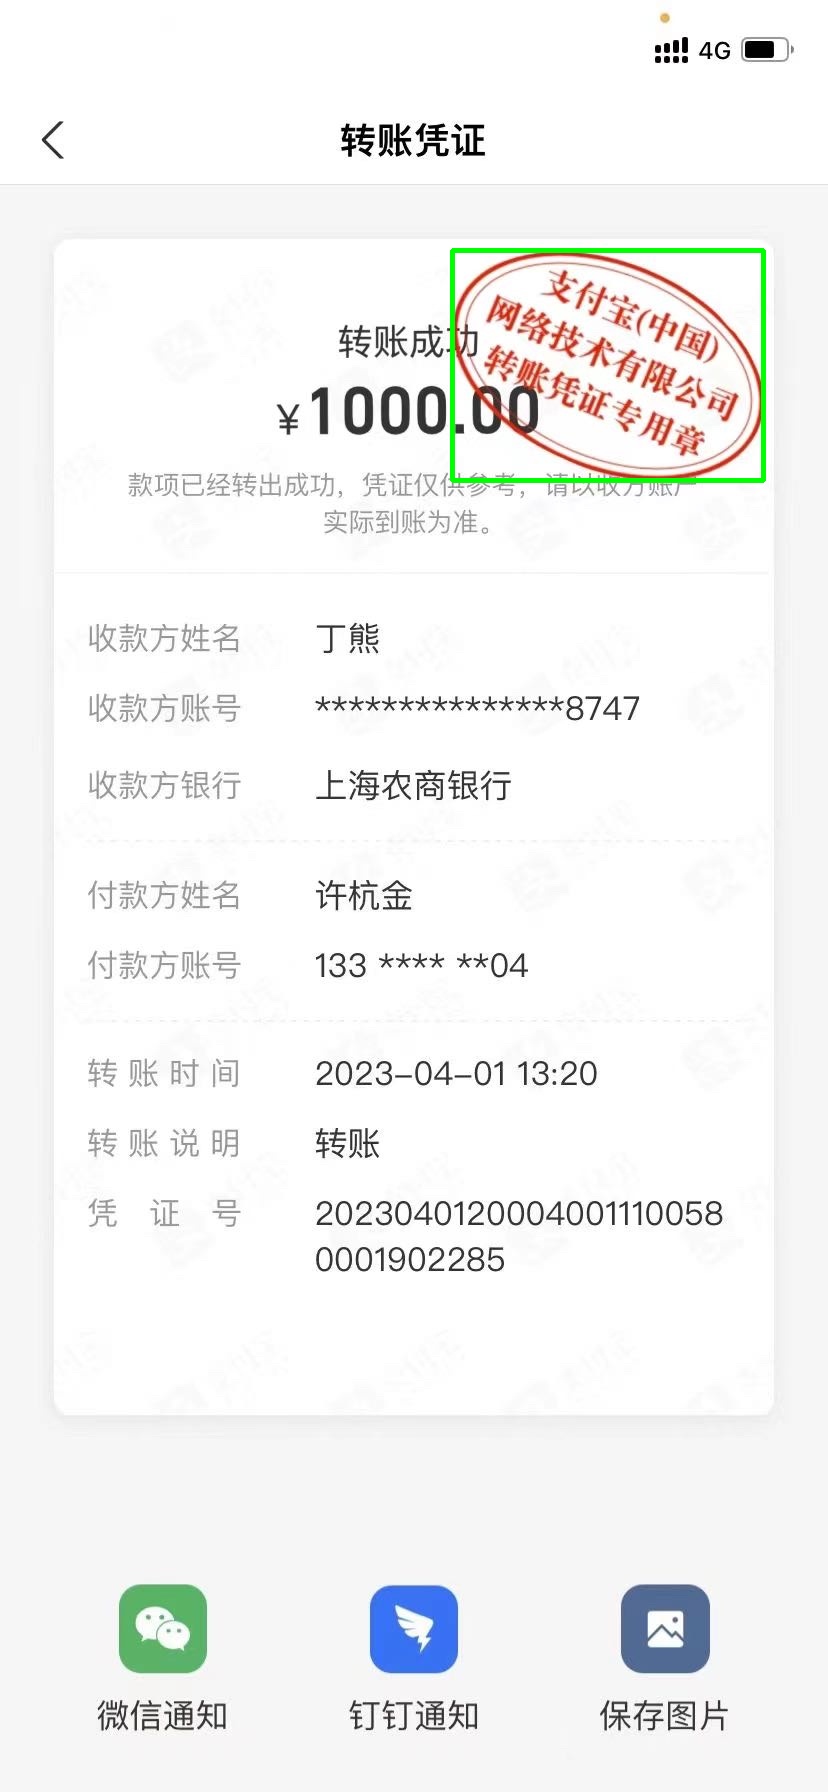 4G
转账凭证
支付宝(中国)
网络技术有限公司
转账凭证专用章
转账成功
¥1000.00
款项已经转出成功，凭证仅供参考，请以收方账户
实际到账为准。
收款方姓名 丁熊
收款方账号 ***************8747
收款方银行 上海农商银行
付款方姓名 许杭金
付款方账号 133 **** **04
转账时间 2023-04-01 13:20
转账说明 转账
凭证号 2023040120004001110058
0001902285
微信通知 钉钉通知 保存图片